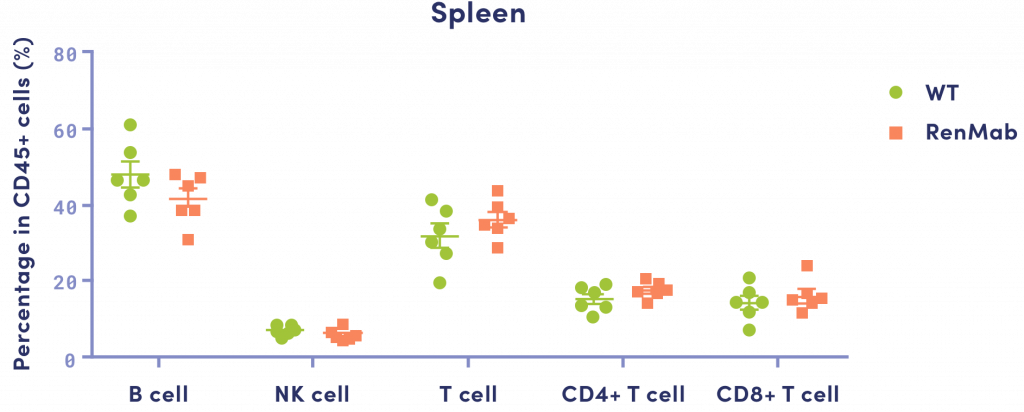 Spleen
Percentage in CD45+ cells (%)
80
60
40
20
0
B cell
NK cell
T cell
CD4+ T cell
CD8+ T cell
WT
RenMab